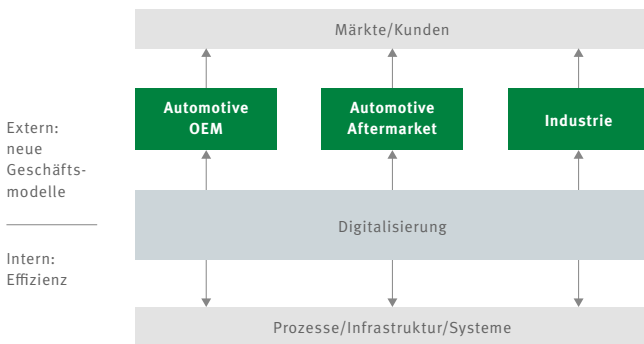 Märkte/Kunden
Automotive
OEM
Automotive
Aftermarket
Industrie
Extern:
neue
Geschäfts-
modelle
Digitalisierung
Intern:
Effizienz
Prozesse/Infrastruktur/Systeme